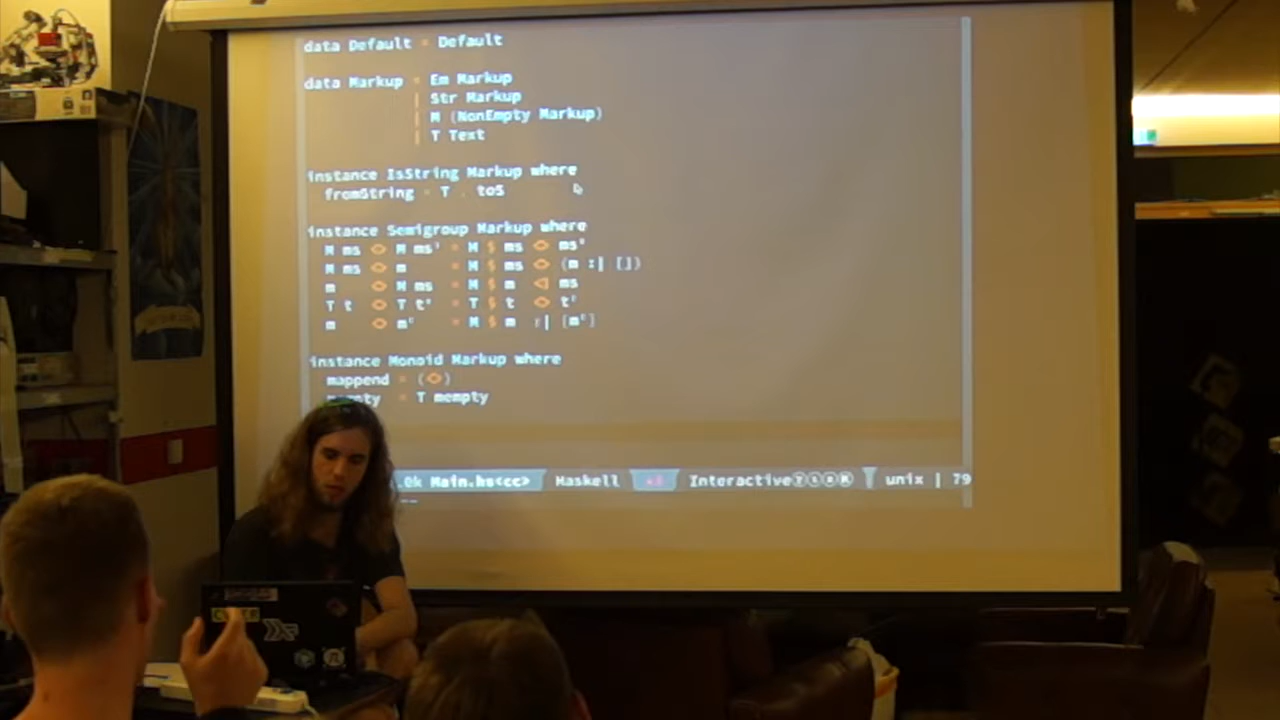 data Default = Default
data Markup = Em Markup
| Str Markup
| M (NonEmpty Markup)
| T Text
instance IsString Markup where
fromString = T . toS
instance Semigroup Markup where
M ms <> M ms' = M $ ms <> ms'
M ms <> m = M $ ms <> (m :| [])
m <> M ms = M $ m <| ms
T t <> T t' = T $ t <> t'
m <> m' = M $ m :| [m']
instance Monoid Markup where
mappend = (<>)
= T mempty
.0k Main.hs<cc> Haskell Interactive unix | 79